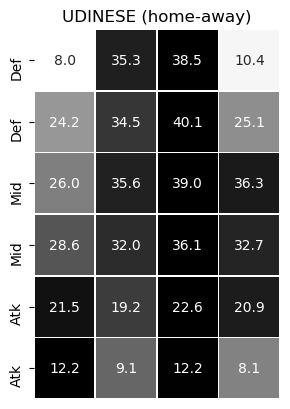 UDINESE (home-away)
Def 8.0 35.3 38.5 10.4
Def 24.2 34.5 40.1 25.1
Mid 26.0 35.6 39.0 36.3
Mid 28.6 32.0 36.1 32.7
Atk 21.5 19.2 22.6 20.9
Atk 12.2 9.1 12.2 8.1